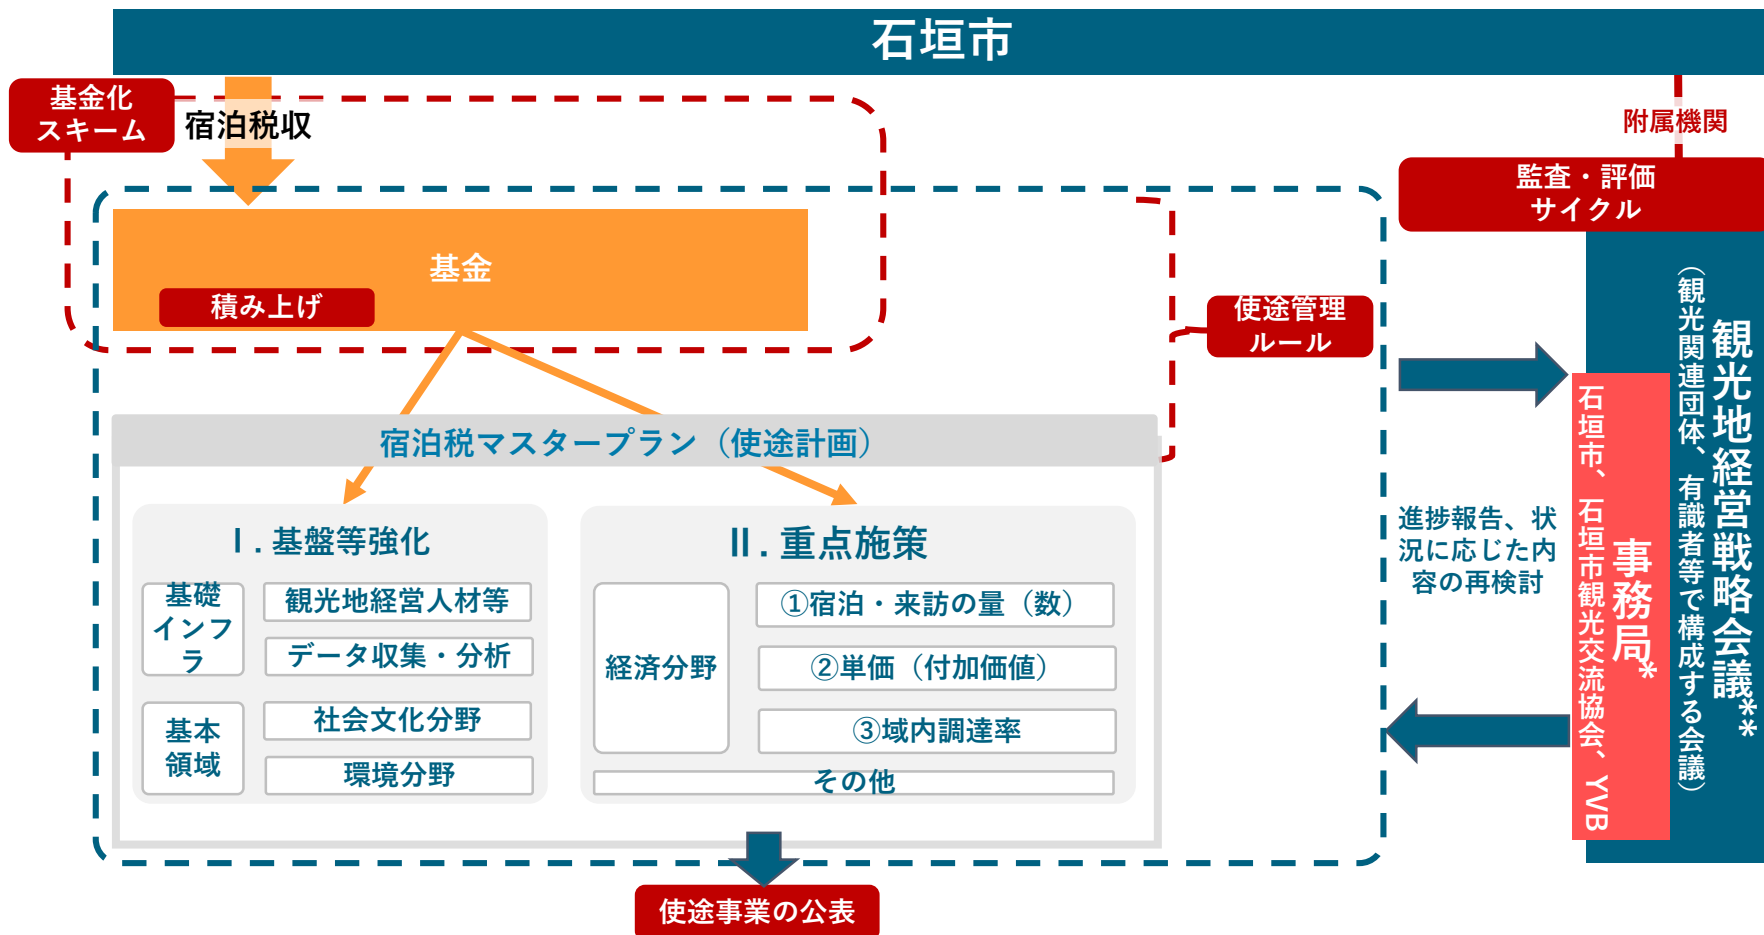 石垣市
基金化
スキーム
宿泊税収
附属機関
監査・評価
サイクル
基金
積み上げ
使途管理
ルール
宿泊税マスタープラン（使途計画）
Ⅰ. 基盤等強化
基礎
インフ
ラ
観光地経営人材等
データ収集・分析
基本
領域
社会文化分野
環境分野
Ⅱ. 重点施策
経済分野
①宿泊・来訪の量（数）
②単価（付加価値）
③域内調達率
その他
進捗報告、状
況に応じた内
容の再検討
観光地経営戦略会議**
（観光関連団体、有識者等で構成する会議）
事務局*
石垣市、石垣市観光交流協会、YVB
使途事業の公表